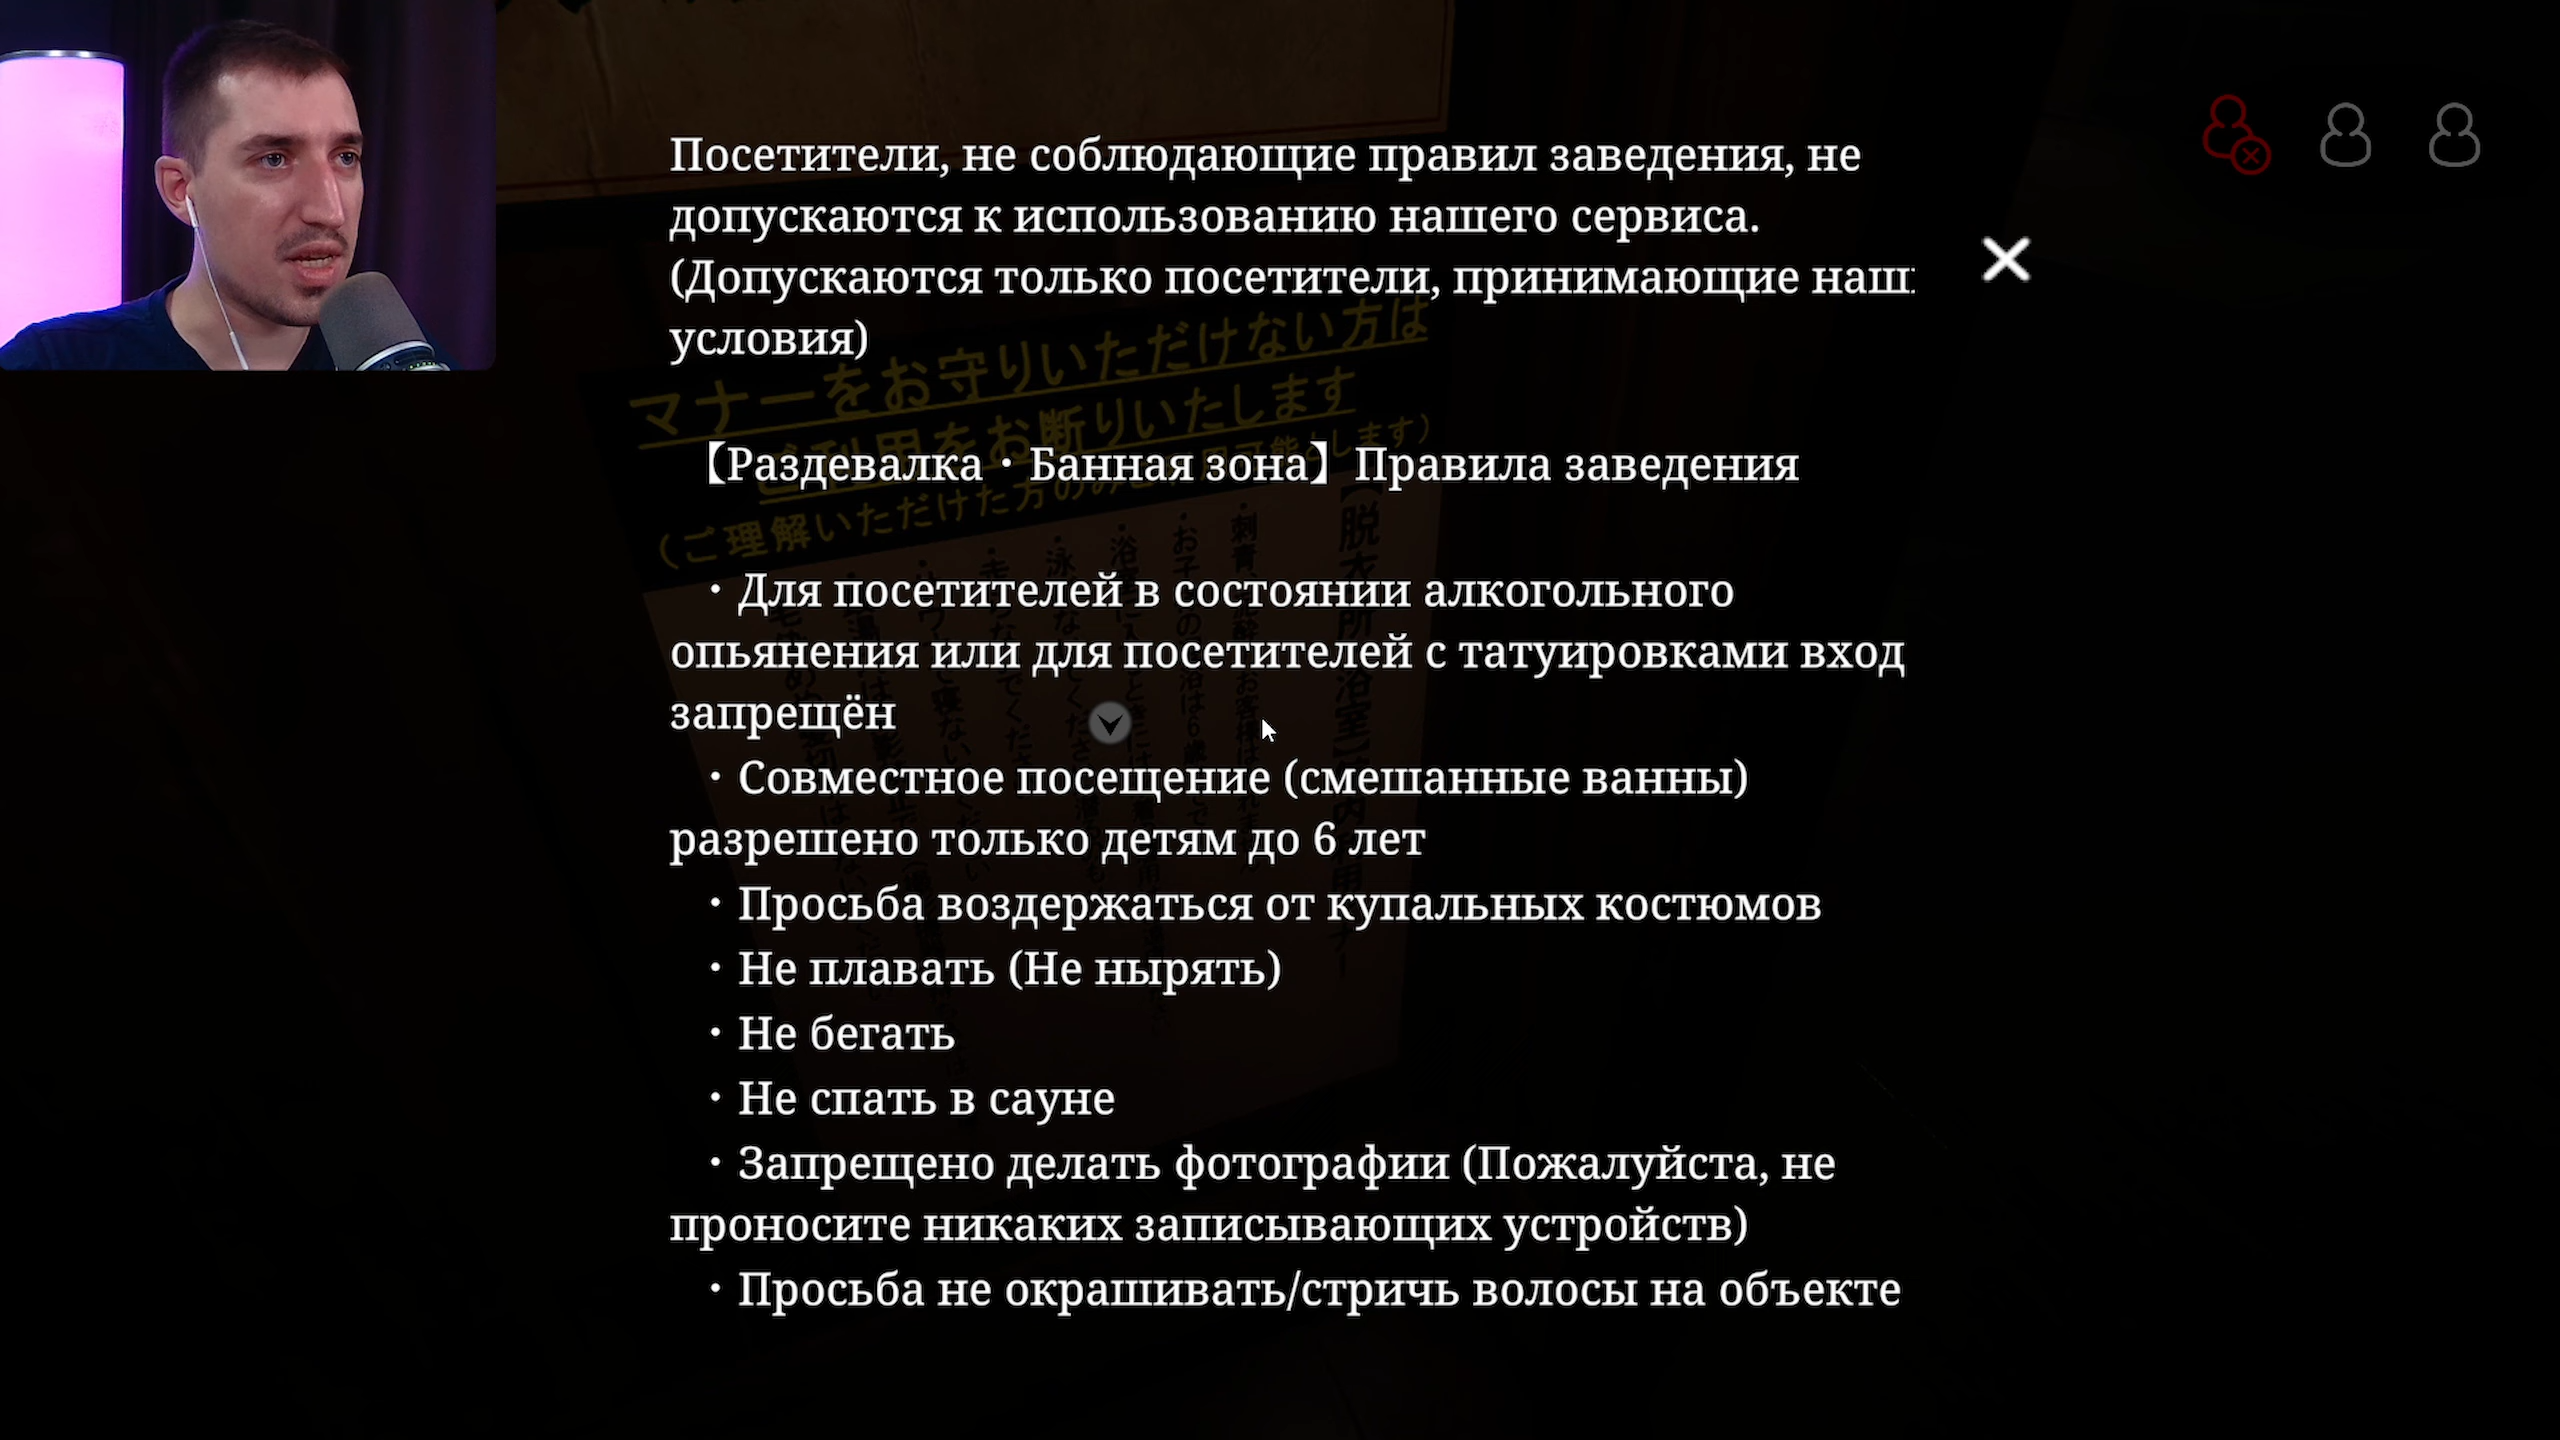 Посетители, не соблюдающие правил заведения, не
допускаются к использованию нашего сервиса.
(Допускаются только посетители, принимающие наш
условия)
マナーをお守りいただけない方は
ご利用をお断りいたします
【Раздевалка・Банная зона】Правила заведения
・Для посетителей в состоянии алкогольного
опьянения или для посетителей с татуировками вход
запрещён
・Совместное посещение (смешанные ванны)
разрешено только детям до 6 лет
・Просьба воздержаться от купальных костюмов
・Не плавать (Не нырять)
・Не бегать
・Не спать в сауне
・Запрещено делать фотографии (Пожалуйста, не
проносите никаких записывающих устройств)
・Просьба не окрашивать/стричь волосы на объекте